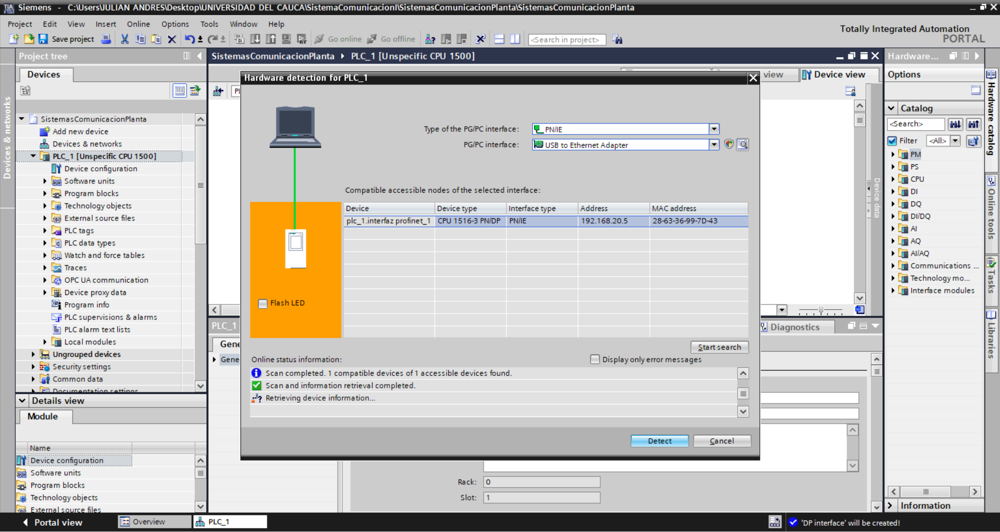 Siemens - C:\Users\JULIAN ANDRES\Desktop\UNIVERSIDAD DEL CAUCA\SistemaComunicacionI\SistemasComunicacionPlanta\SistemasComunicacionPlanta
Project Edit View Insert Online Options Tools Window Help
Totally Integrated Automation
PORTAL
Save project
Go online
Go offline
<Search in project>
Project tree
SistemasComunicacionPlanta PLC_1 [Unspecific CPU 1500]
Hardware...
Devices
view
Device view
Options
Hardware detection for PLC_1
Devices & networks
SistemasComunicacionPlanta
Add new device
Devices & networks
PLC_1 [Unspecific CPU 1500]
Device configuration
Software units
Program blocks
Technology objects
External source files
PLC tags
PLC data types
Watch and force tables
Traces
OPC UA communication
Device proxy data
Program info
PLC supervisions & alarms
PLC alarm text lists
Local modules
Ungrouped devices
Security settings
Common data
Documentation settings
Type of the PG/PC interface: PN/IE
PG/PC interface: USB to Ethernet Adapter
Compatible accessible nodes of the selected interface:
Device Device type Interface type Address MAC address
plc_1.interfaz profinet_1 CPU 1516-3 PN/DP PN/IE 192.168.20.5 28-63-36-99-7D-43
Flash LED
Start search
Online status information:
Display only error messages
Scan completed. 1 compatible devices of 1 accessible devices found.
Scan and information retrieval completed.
Retrieving device information...
Detect
Cancel
Device data
PLC_1
Diagnostics
Gene
Gene
Rack: 0
Slot: 1
Catalog
<Search>
Filter <All>
PM
PS
CPU
DI
DQ
DI/DQ
AI
AQ
AI/AQ
Communications ...
Technology mo...
Interface modules
Information
Hardware catalog
Online tools
Tasks
Libraries
Details view
Module
Name
Device configuration
Software units
Program blocks
Technology objects
External source files
Portal view
Overview
PLC_1
'DP interface' will be created!